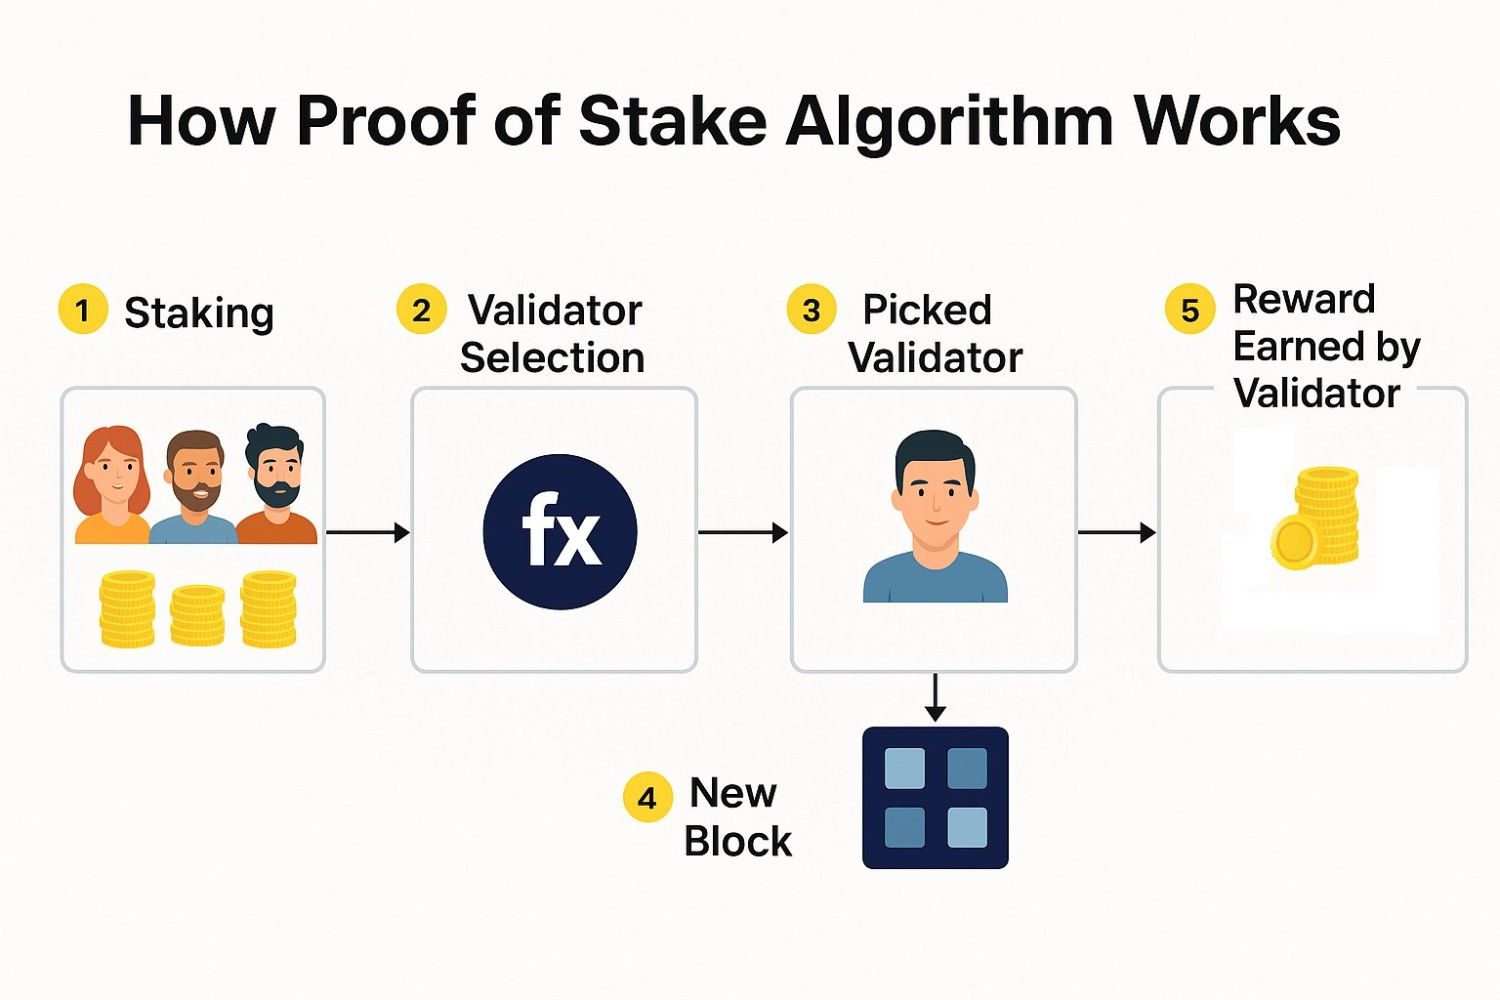 How Proof of Stake Algorithm Works
1 Staking
2 Validator
Selection
3 Picked
Validator
5 Reward
Earned by
Validator
fx
4 New
Block